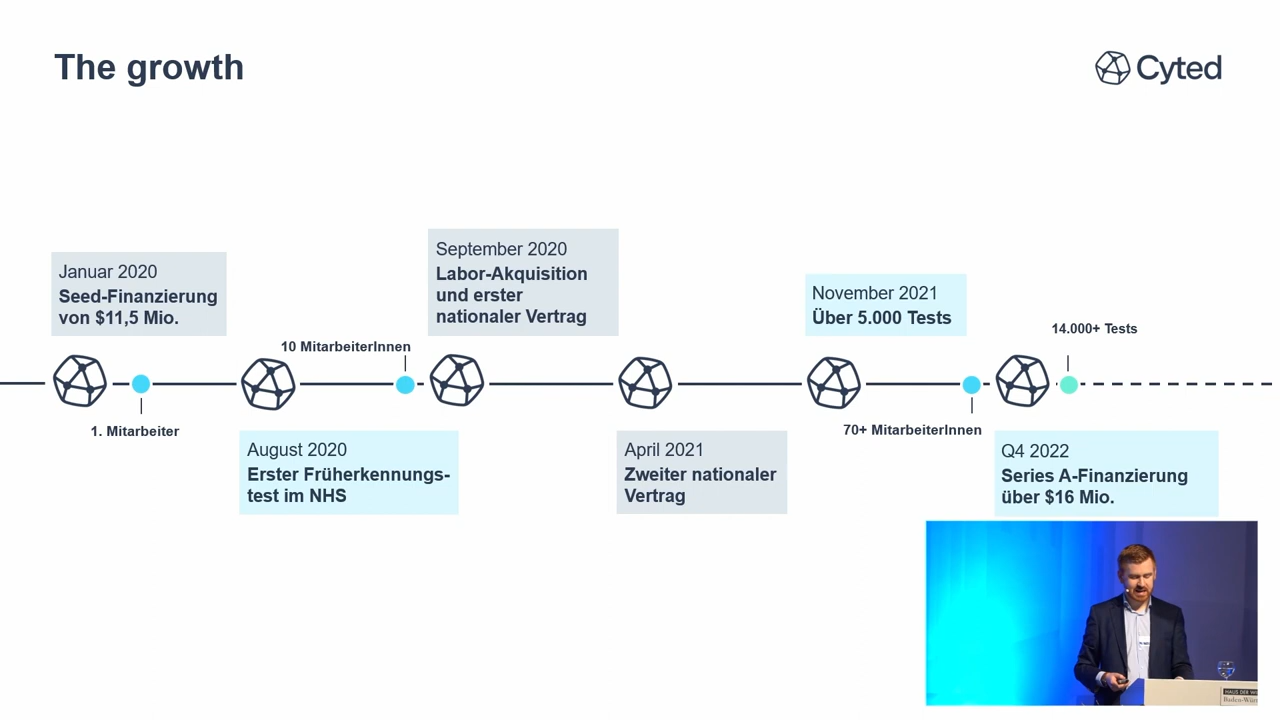 The growth
Cyted
Januar 2020
Seed-Finanzierung
von $11,5 Mio.
1. Mitarbeiter
August 2020
Erster Früherkennungs-
test im NHS
10 MitarbeiterInnen
September 2020
Labor-Akquisition
und erster
nationaler Vertrag
April 2021
Zweiter nationaler
Vertrag
November 2021
Über 5.000 Tests
70+ MitarbeiterInnen
Q4 2022
Series A-Finanzierung
über $16 Mio.
14.000+ Tests
HAUS DER